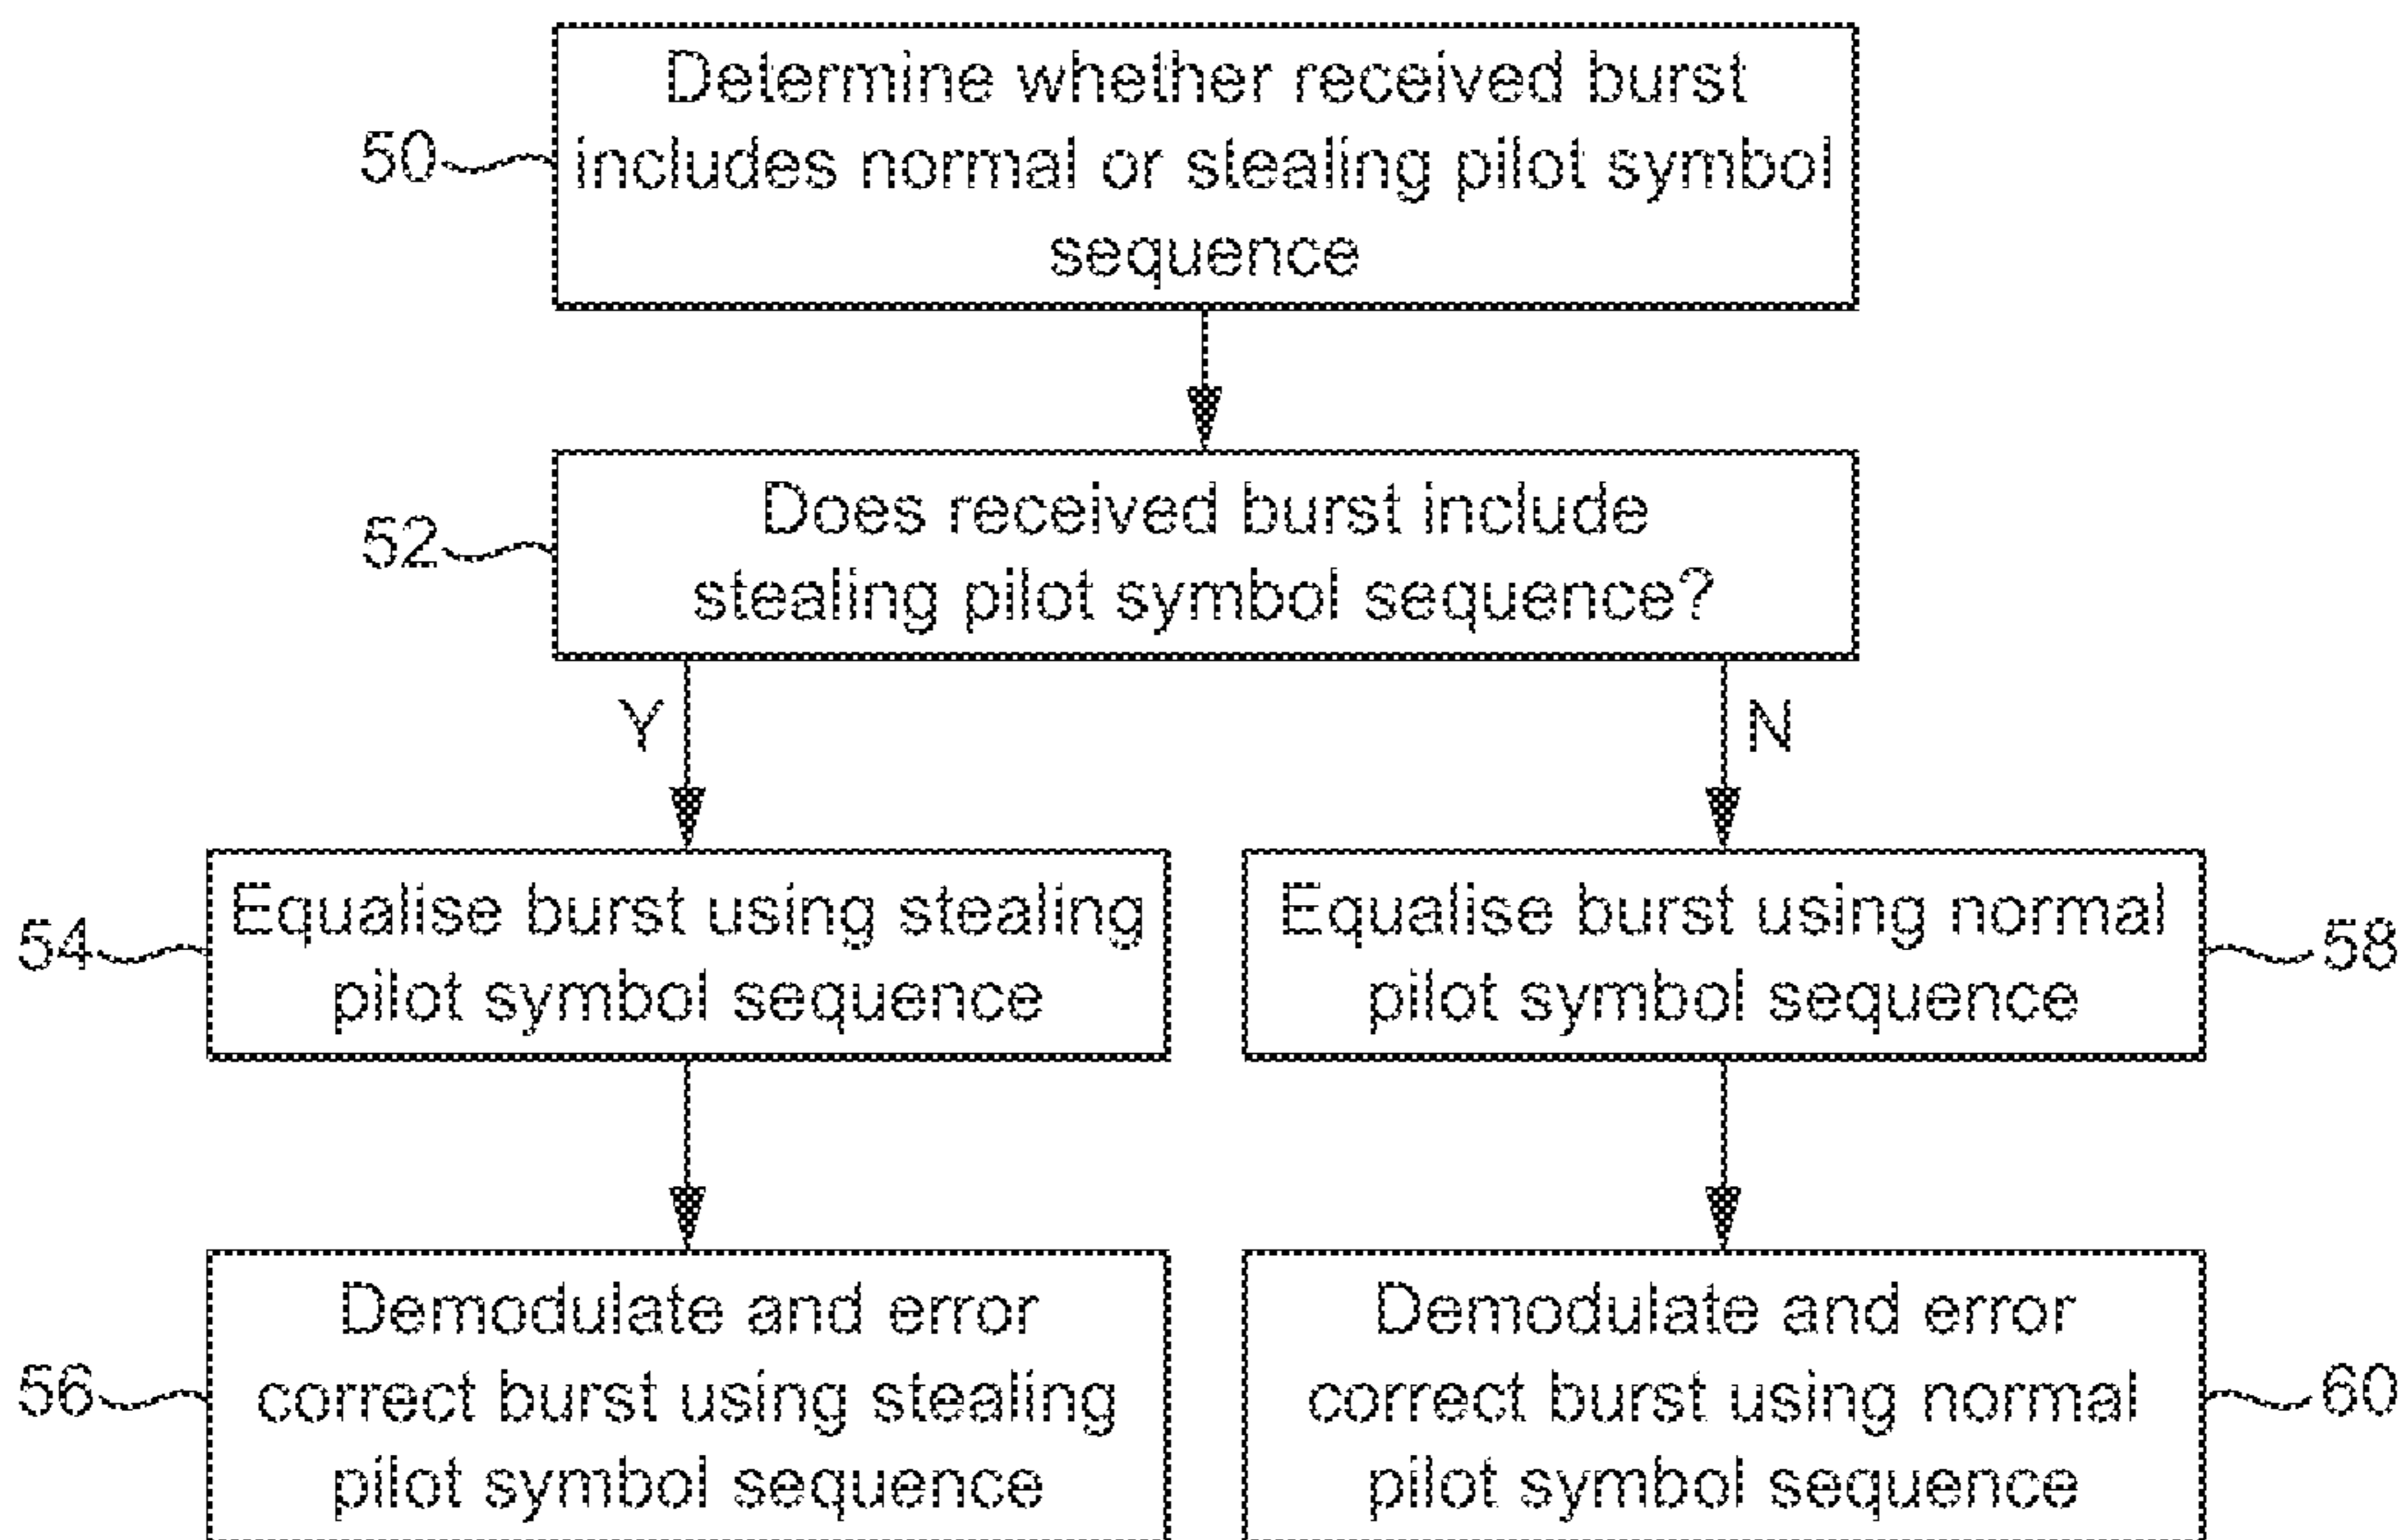 Determine whether received burst
50
includes normal or stealing pilot symbol
sequence
Does received burst include
52
stealing pilot symbol sequence?
Y
N
Equalise burst using stealing
pilot symbol sequence
54
Equalise burst using normal
pilot symbol sequence
58
Demodulate and error
correct burst using stealing
pilot symbol sequence
56
Demodulate and error
correct burst using normal
pilot symbol sequence
60